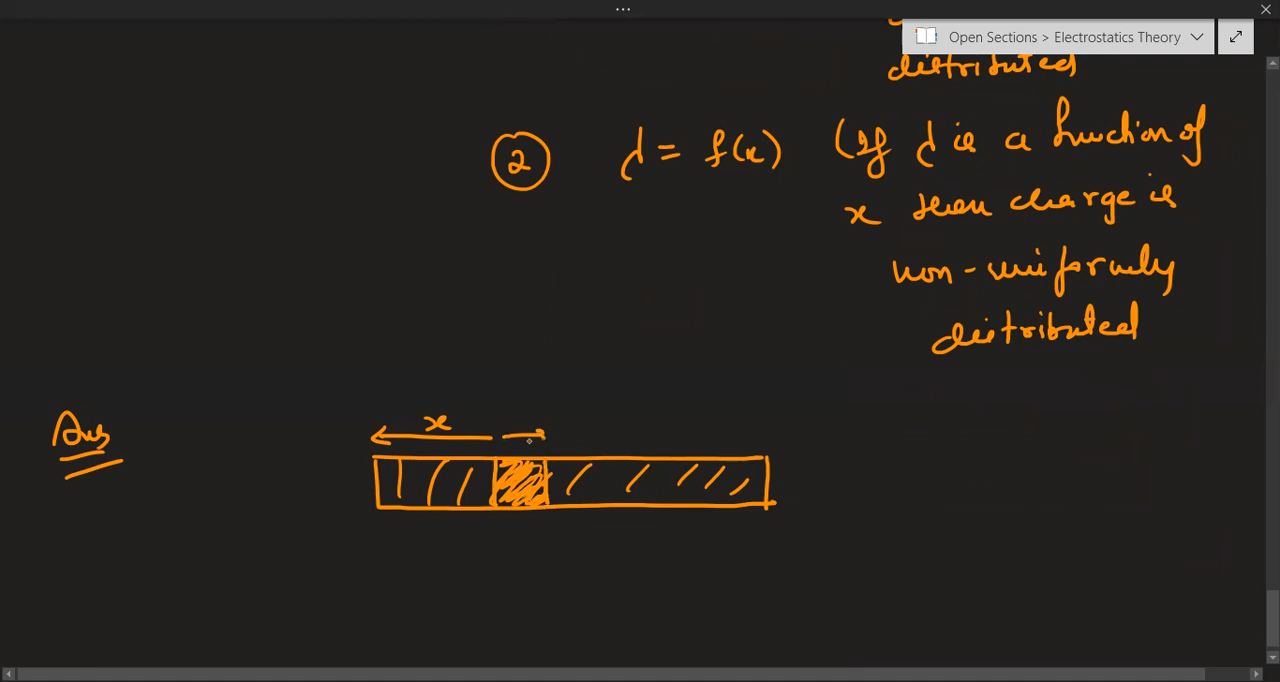 Open Sections > Electrostatics Theory
distributed
2 λ = f(x) (If λ is a function of
x then charge is
non-uniformly
distributed
Ans
x